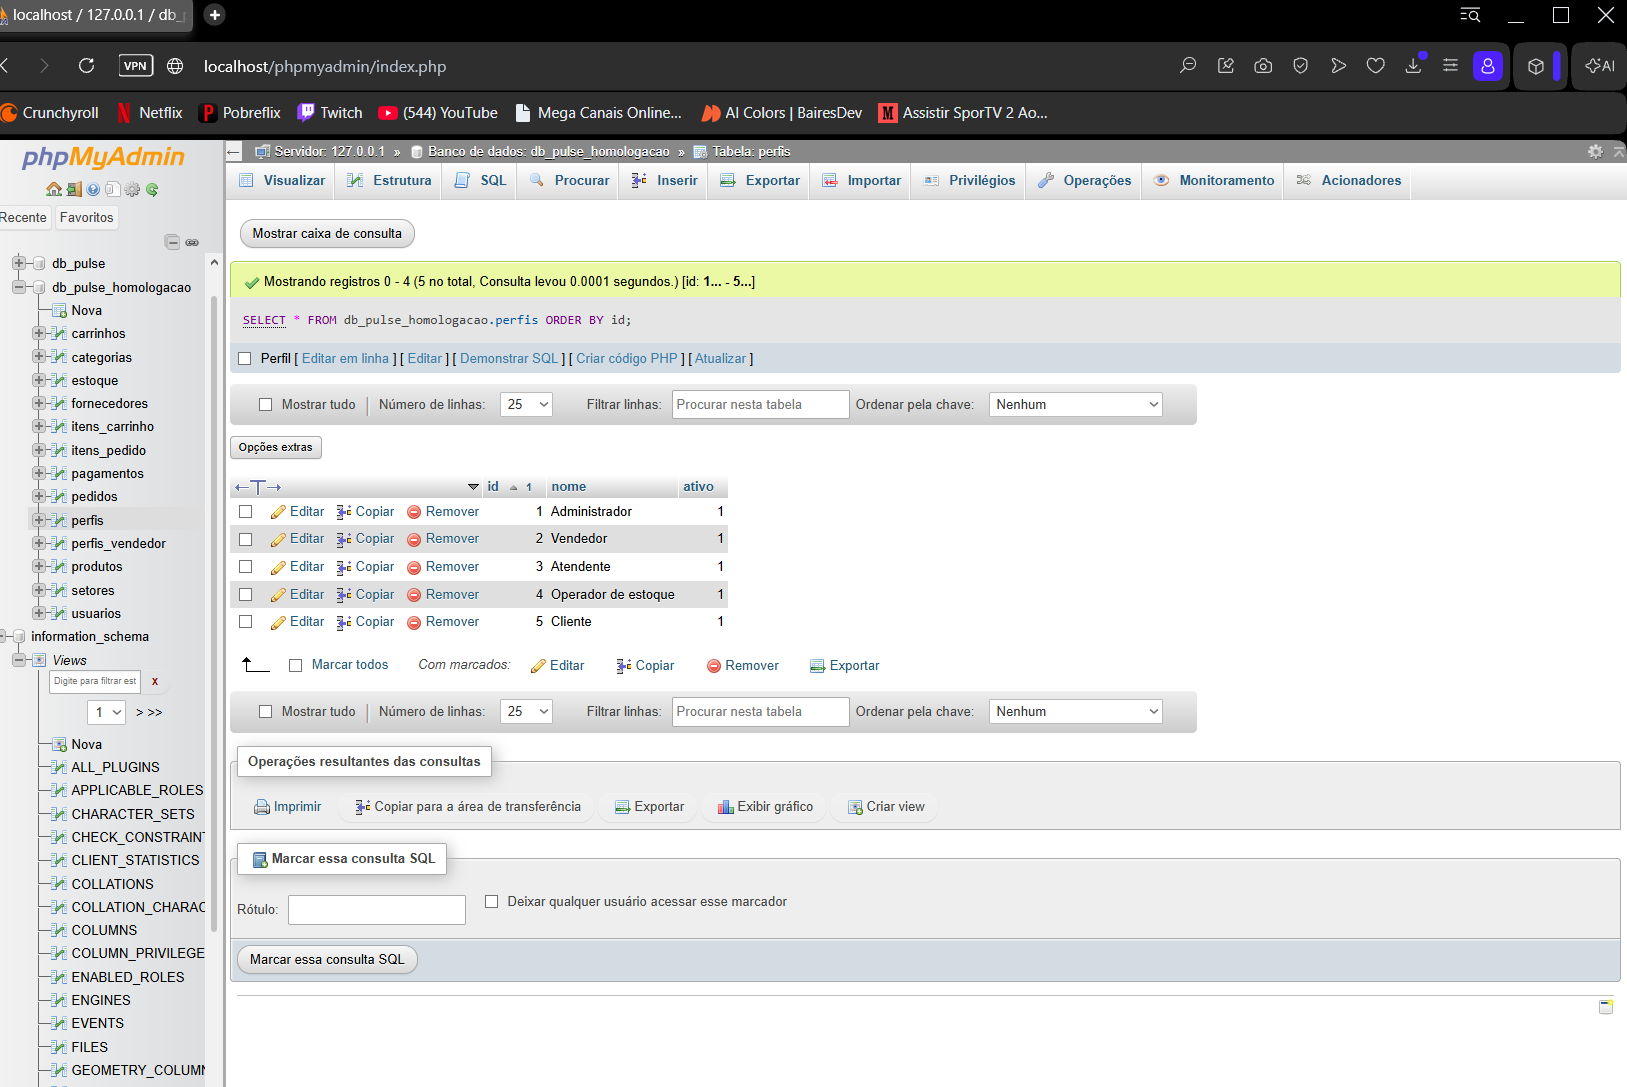 localhost / 127.0.0.1 / db_
VPN
localhost/phpmyadmin/index.php
AI
Crunchyroll
Netflix
Pobreflix
Twitch
(544) YouTube
Mega Canais Online...
AI Colors | BairesDev
Assistir SporTV 2 Ao...
phpMyAdmin
Recente
Favoritos
db_pulse
db_pulse_homologacao
Nova
carrinhos
categorias
estoque
fornecedores
itens_carrinho
itens_pedido
pagamentos
pedidos
perfis
perfis_vendedor
produtos
setores
usuarios
information_schema
Views
Digite para filtrar est
x
1
> >>
Nova
ALL_PLUGINS
APPLICABLE_ROLES
CHARACTER_SETS
CHECK_CONSTRAINT
CLIENT_STATISTICS
COLLATIONS
COLLATION_CHARAC
COLUMNS
COLUMN_PRIVILEGE
ENABLED_ROLES
ENGINES
EVENTS
FILES
GEOMETRY_COLUMN
Servidor: 127.0.0.1 » Banco de dados: db_pulse_homologacao » Tabela: perfis
Visualizar
Estrutura
SQL
Procurar
Inserir
Exportar
Importar
Privilégios
Operações
Monitoramento
Acionadores
Mostrar caixa de consulta
Mostrando registros 0 - 4 (5 no total, Consulta levou 0.0001 segundos.) [id: 1... - 5...]
SELECT * FROM db_pulse_homologacao.perfis ORDER BY id;
Perfil [ Editar em linha ] [ Editar ] [ Demonstrar SQL ] [ Criar código PHP ] [ Atualizar ]
Mostrar tudo
Número de linhas:
25
Filtrar linhas:
Procurar nesta tabela
Ordenar pela chave:
Nenhum
Opções extras
id 1 nome ativo
Editar Copiar Remover 1 Administrador 1
Editar Copiar Remover 2 Vendedor 1
Editar Copiar Remover 3 Atendente 1
Editar Copiar Remover 4 Operador de estoque 1
Editar Copiar Remover 5 Cliente 1
Marcar todos
Com marcados:
Editar
Copiar
Remover
Exportar
Mostrar tudo
Número de linhas:
25
Filtrar linhas:
Procurar nesta tabela
Ordenar pela chave:
Nenhum
Operações resultantes das consultas
Imprimir
Copiar para a área de transferência
Exportar
Exibir gráfico
Criar view
Marcar essa consulta SQL
Rótulo:
Deixar qualquer usuário acessar esse marcador
Marcar essa consulta SQL